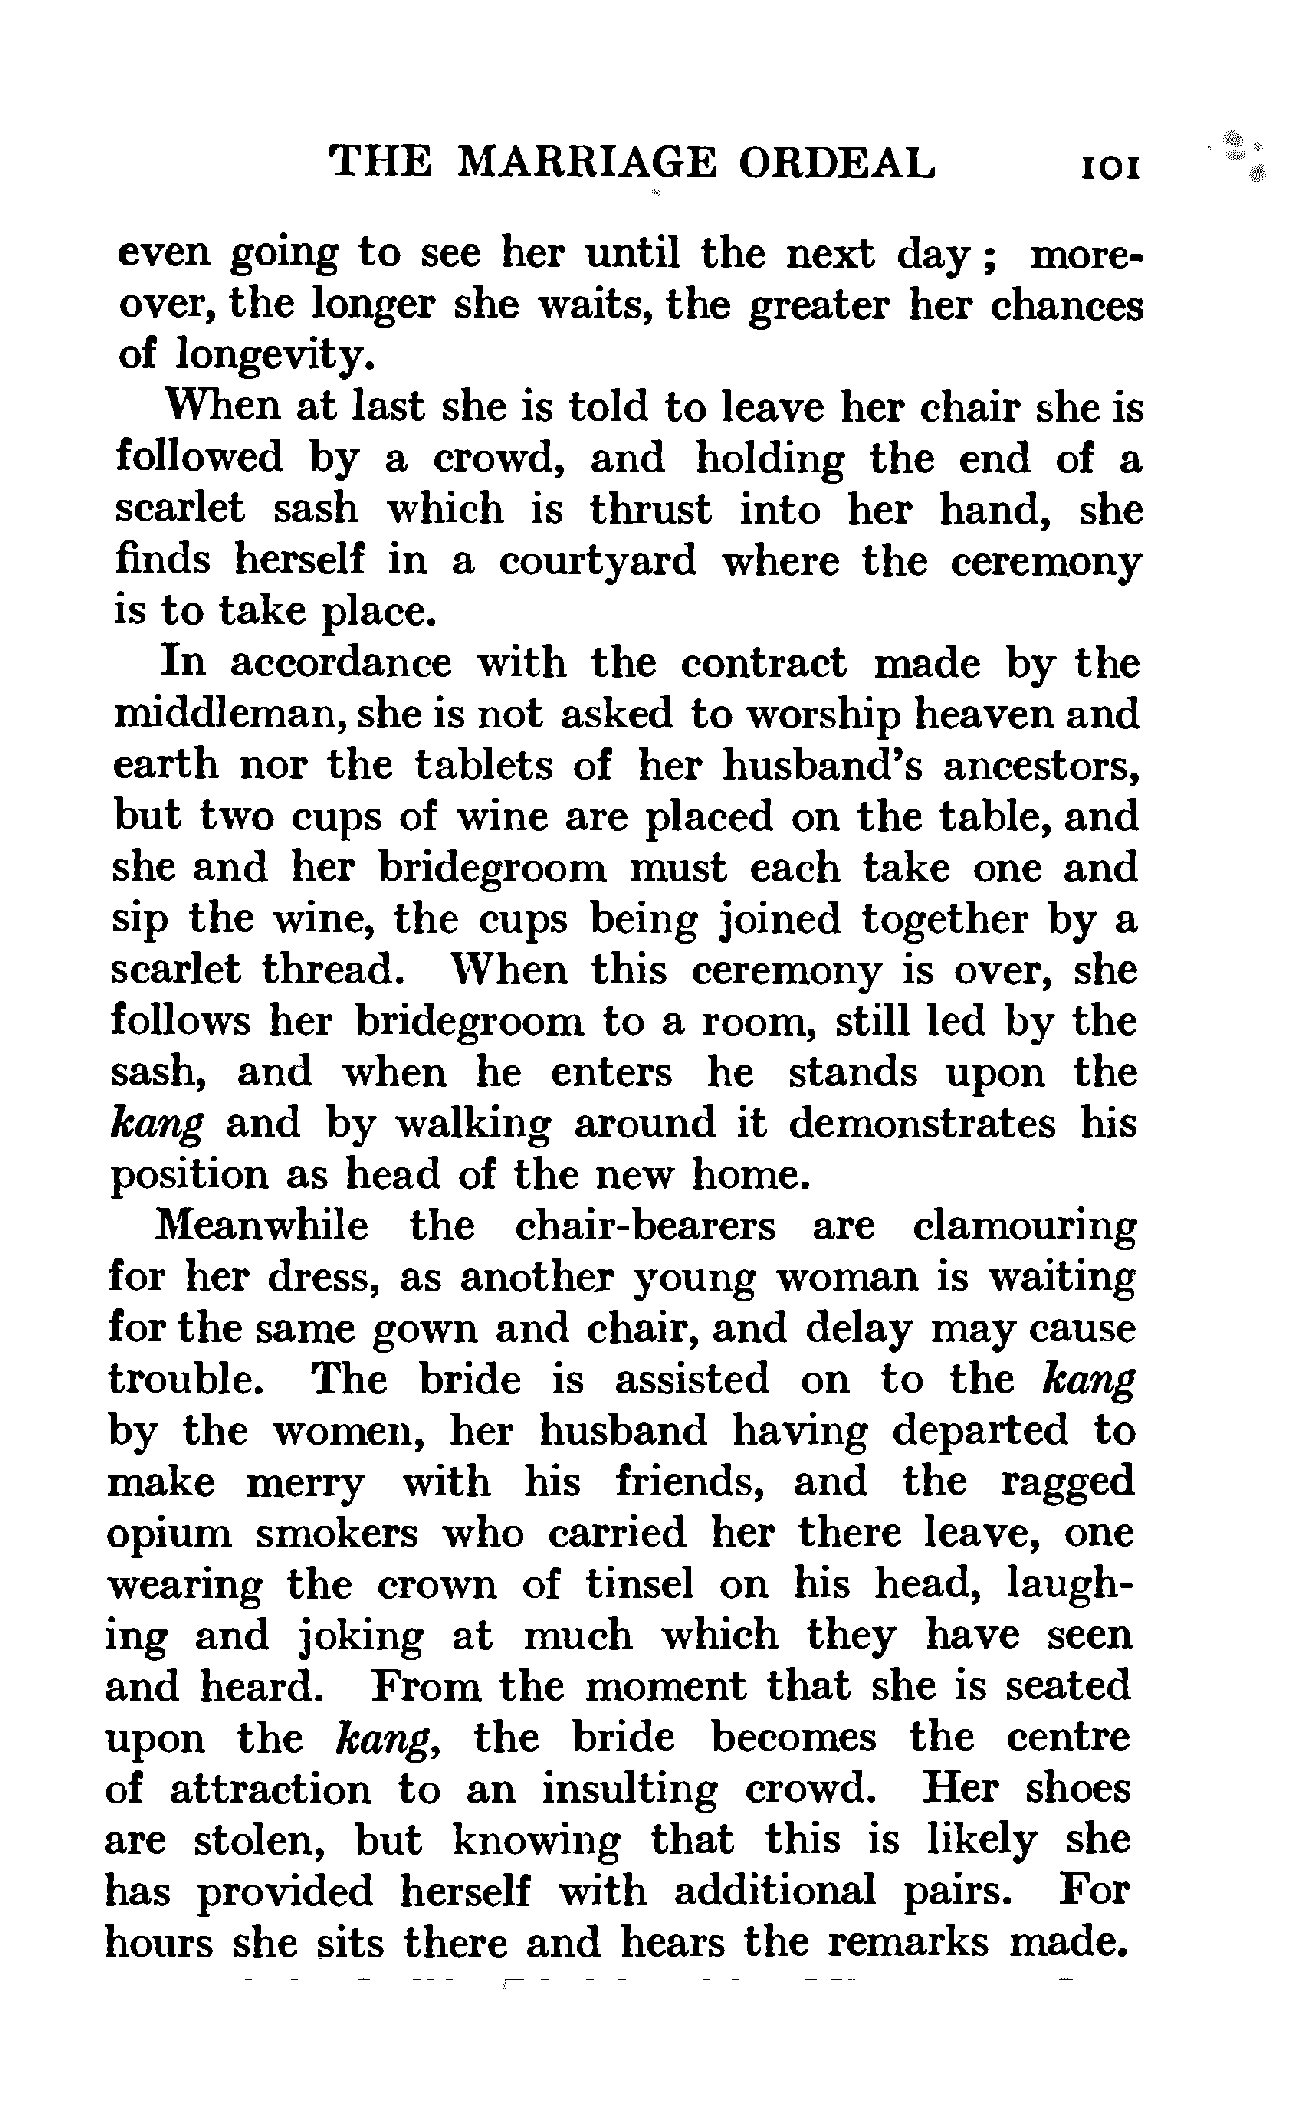 THE MARRIAGE ORDEAL 101
even going to see her until the next day ; more-
over, the longer she waits, the greater her chances
of longevity.
When at last she is told to leave her chair she is
followed by a crowd, and holding the end of a
scarlet sash which is thrust into her hand, she
finds herself in a courtyard where the ceremony
is to take place.
In accordance with the contract made by the
middleman, she is not asked to worship heaven and
earth nor the tablets of her husband's ancestors,
but two cups of wine are placed on the table, and
she and her bridegroom must each take one and
sip the wine, the cups being joined together by a
scarlet thread. When this ceremony is over, she
follows her bridegroom to a room, still led by the
sash, and when he enters he stands upon the
kang and by walking around it demonstrates his
position as head of the new home.
Meanwhile the chair-bearers are clamouring
for her dress, as another young woman is waiting
for the same gown and chair, and delay may cause
trouble. The bride is assisted on to the kang
by the women, her husband having departed to
make merry with his friends, and the ragged
opium smokers who carried her there leave, one
wearing the crown of tinsel on his head, laugh-
ing and joking at much which they have seen
and heard. From the moment that she is seated
upon the kang, the bride becomes the centre
of attraction to an insulting crowd. Her shoes
are stolen, but knowing that this is likely she
has provided herself with additional pairs. For
hours she sits there and hears the remarks made.